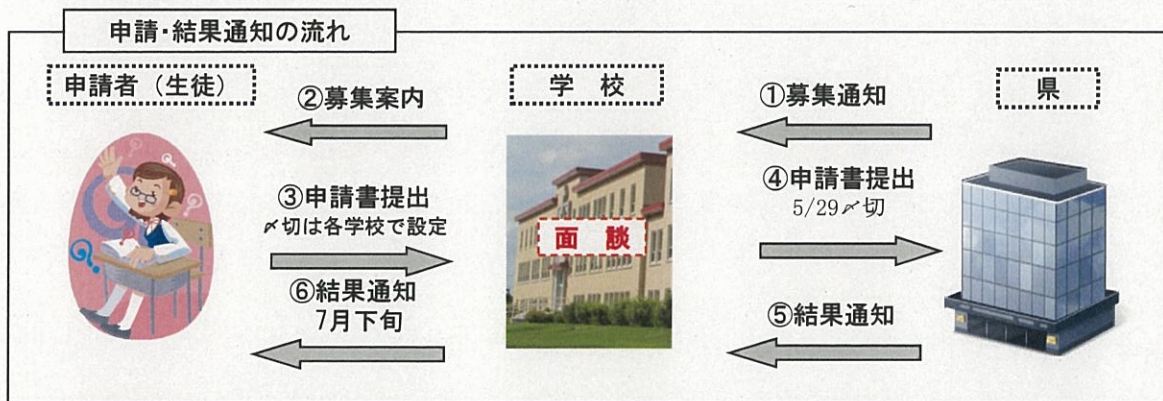 申請・結果通知の流れ
申請者（生徒）
学　校
県
②募集案内
①募集通知
③申請書提出
〆切は各学校で設定
④申請書提出
5/29〆切
面　談
⑥結果通知
7月下旬
⑤結果通知